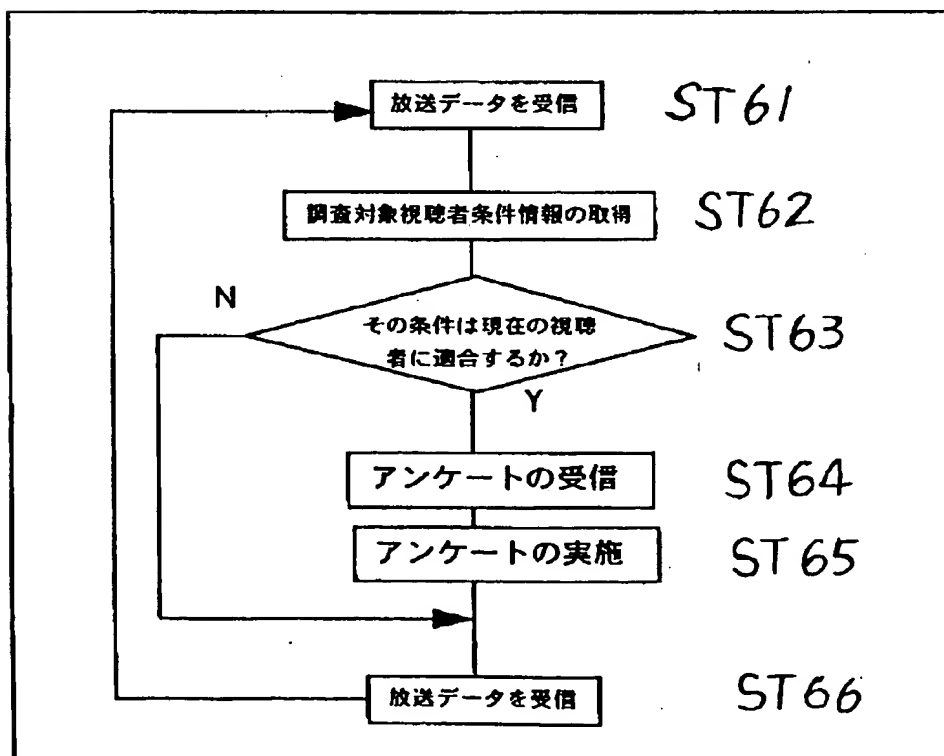 放送データを受信 ST61
調査対象視聴者条件情報の取得 ST62
N
その条件は現在の視聴
者に適合するか？ ST63
Y
アンケートの受信 ST64
アンケートの実施 ST65
放送データを受信 ST66